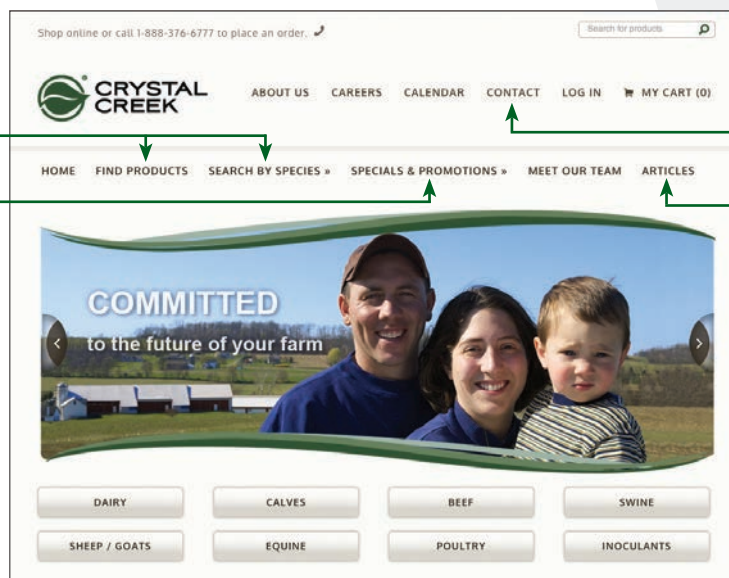 Shop online or call 1-888-376-6777 to place an order.
Search for products
CRYSTAL
CREEK
ABOUT US CAREERS CALENDAR CONTACT LOG IN MY CART (0)
HOME FIND PRODUCTS SEARCH BY SPECIES » SPECIALS & PROMOTIONS » MEET OUR TEAM ARTICLES
COMMITTED
to the future of your farm
DAIRY CALVES BEEF SWINE
SHEEP / GOATS EQUINE POULTRY INOCULANTS